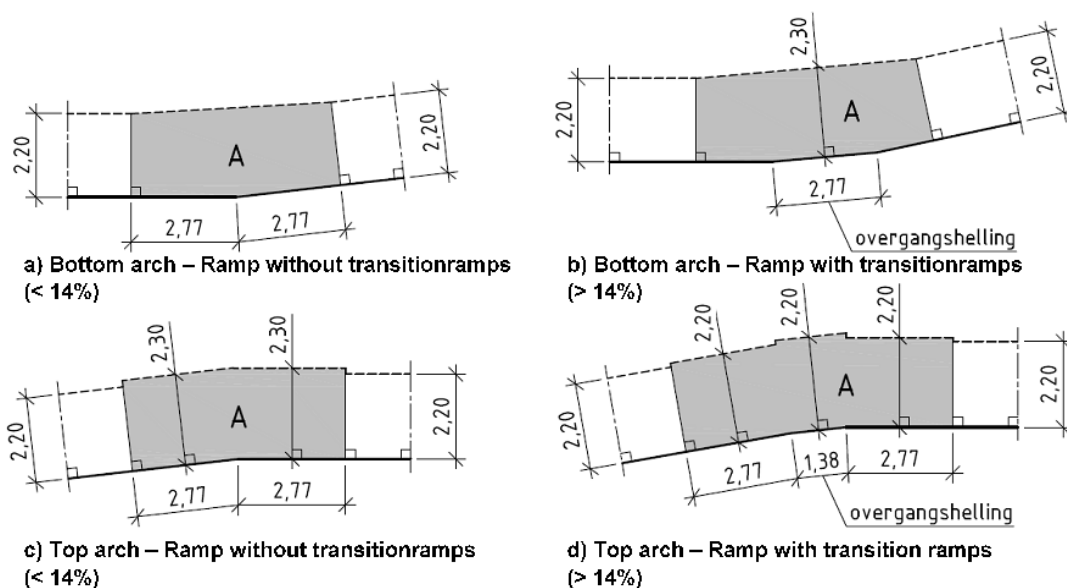 2,20
A
2,20
2,77
2,77
a) Bottom arch – Ramp without transitionramps
(< 14%)
2,20
2,30
A
2,20
2,77
overgangshelling
b) Bottom arch – Ramp with transitionramps
(> 14%)
2,20
2,30
2,30
A
2,20
2,77
2,77
c) Top arch – Ramp without transitionramps
(< 14%)
2,20
2,20
2,20
2,20
A
2,20
2,77
1,38
2,77
overgangshelling
d) Top arch – Ramp with transition ramps
(> 14%)